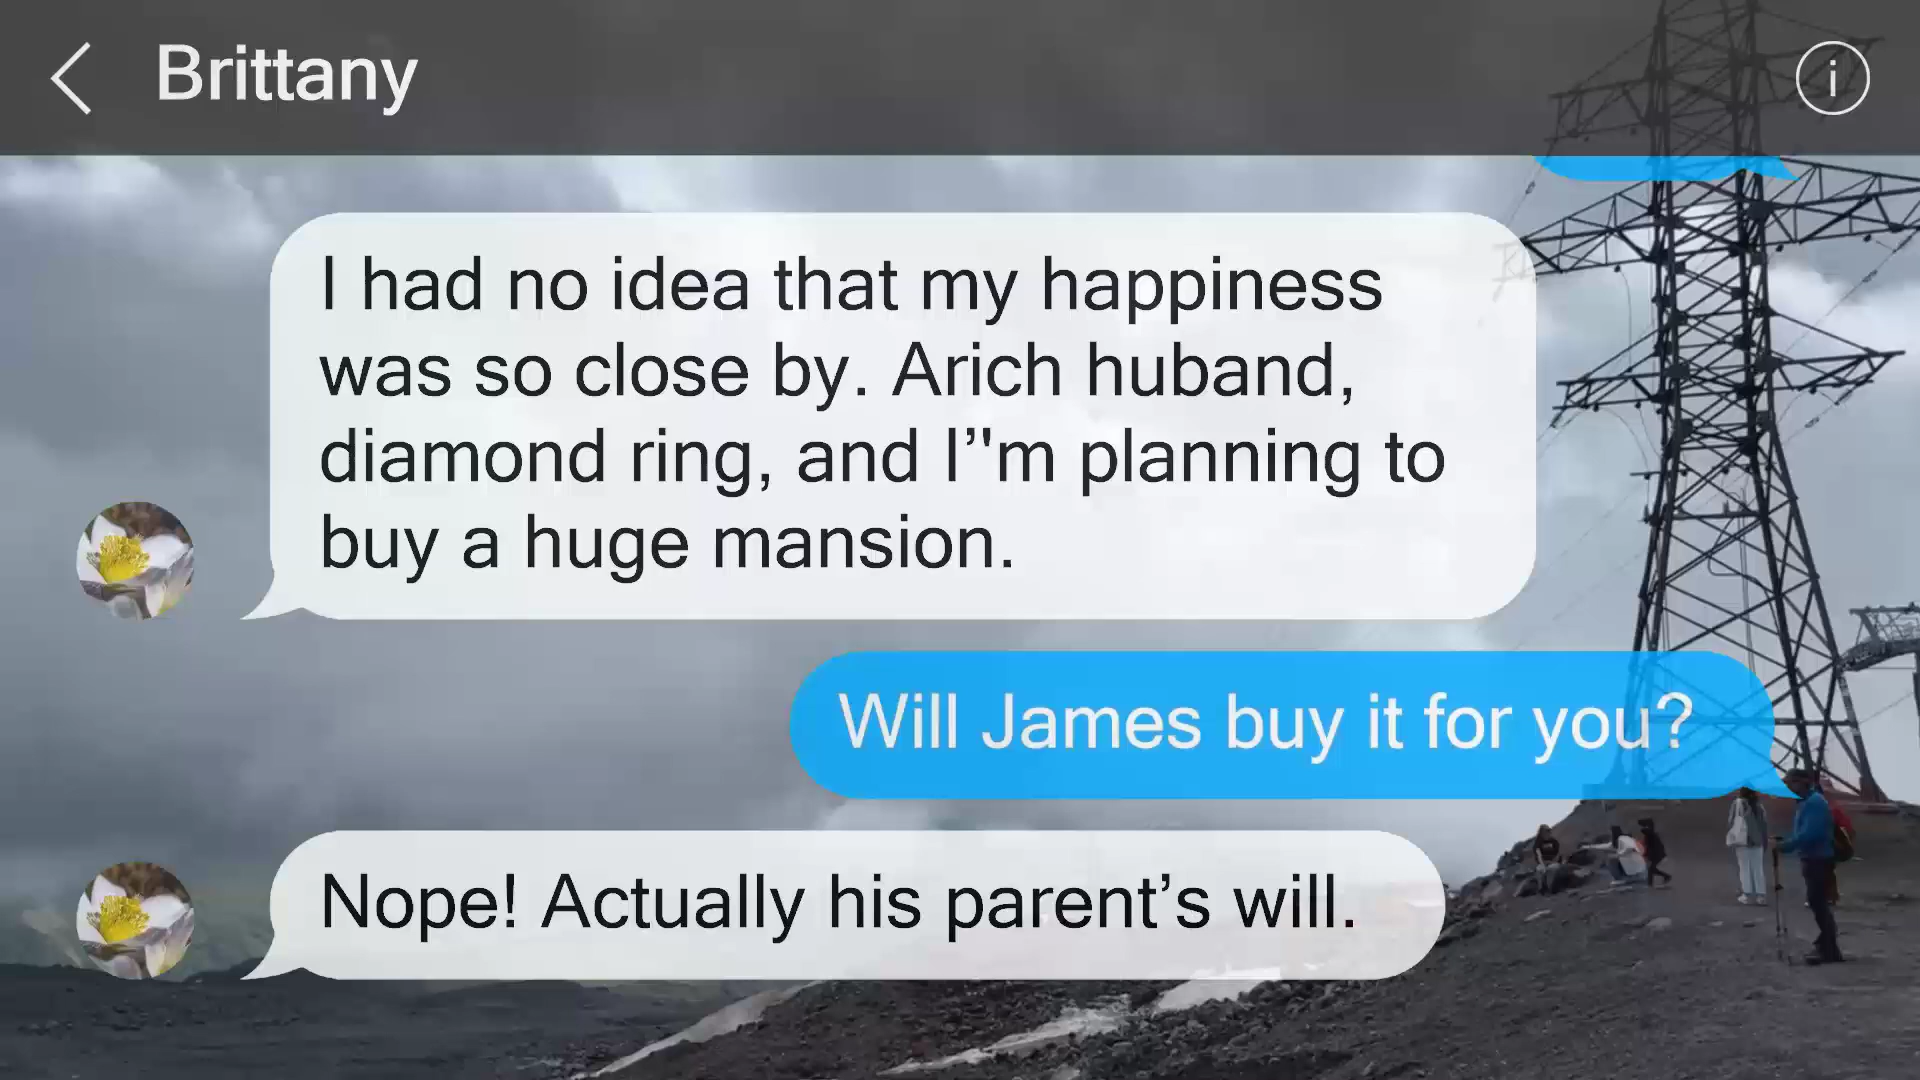 Brittany
i
I had no idea that my happiness
was so close by. Arich huband,
diamond ring, and I’'m planning to
buy a huge mansion.
Will James buy it for you?
Nope! Actually his parent’s will.